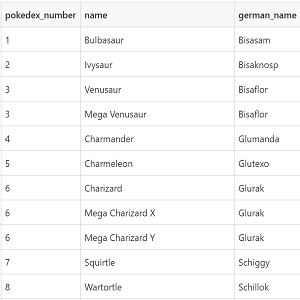 pokedex_number name german_name
1 Bulbasaur Bisasam
2 Ivysaur Bisaknosp
3 Venusaur Bisaflor
3 Mega Venusaur Bisaflor
4 Charmander Glumanda
5 Charmeleon Glutexo
6 Charizard Glurak
6 Mega Charizard X Glurak
6 Mega Charizard Y Glurak
7 Squirtle Schiggy
8 Wartortle Schillok